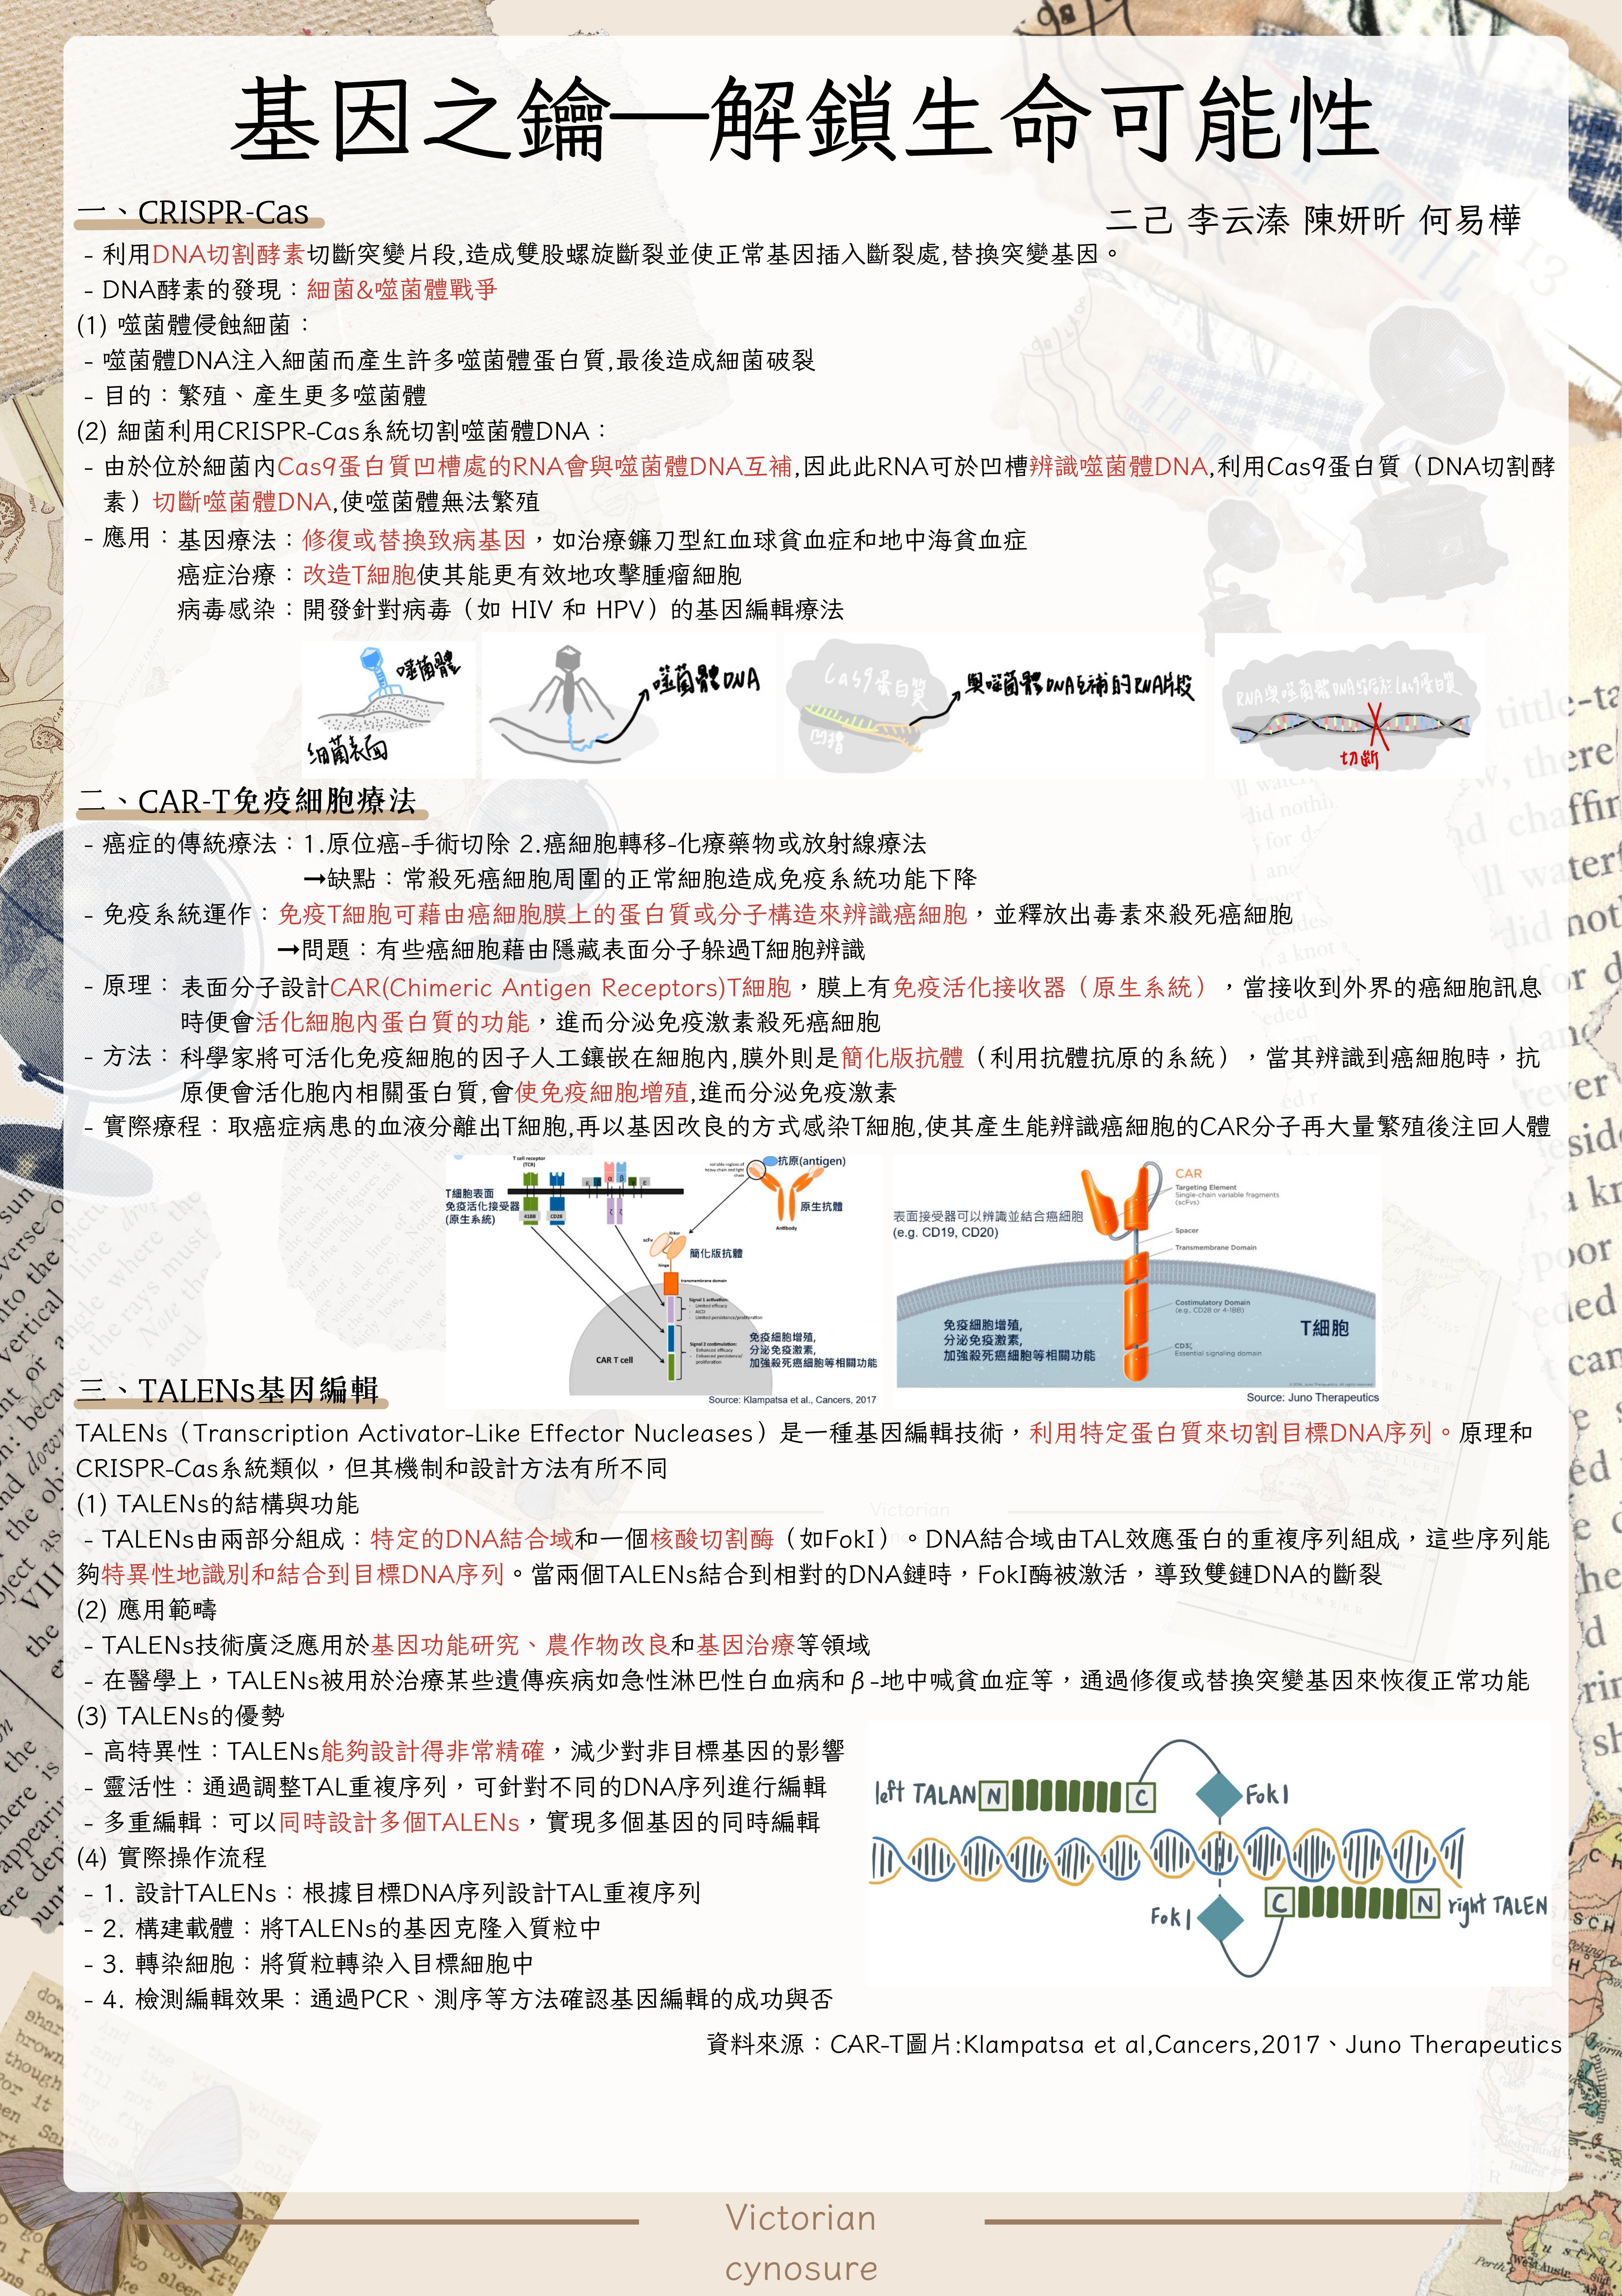 基因之鑰—解鎖生命可能性
二己 李云溱 陳妍昕 何易樺
一、CRISPR-Cas
- 利用DNA切割酵素切斷突變片段,造成雙股螺旋斷裂並使正常基因插入斷裂處,替換突變基因。
- DNA酵素的發現：細菌&噬菌體戰爭
(1) 噬菌體侵蝕細菌：
- 噬菌體DNA注入細菌而產生許多噬菌體蛋白質,最後造成細菌破裂
- 目的：繁殖、產生更多噬菌體
(2) 細菌利用CRISPR-Cas系統切割噬菌體DNA：
- 由於位於細菌內Cas9蛋白質凹槽處的RNA會與噬菌體DNA互補,因此此RNA可於凹槽辨識噬菌體DNA,利用Cas9蛋白質（DNA切割酵
素）切斷噬菌體DNA,使噬菌體無法繁殖
- 應用：基因療法：修復或替換致病基因，如治療鐮刀型紅血球貧血症和地中海貧血症
癌症治療：改造T細胞使其能更有效地攻擊腫瘤細胞
病毒感染：開發針對病毒（如 HIV 和 HPV）的基因編輯療法
噬菌體
細菌表面
噬菌體DNA
Cas9蛋白質
凹槽
與噬菌體DNA互補的RNA片段
RNA與噬菌體DNA結合於Cas9蛋白質
切斷
二、CAR-T免疫細胞療法
- 癌症的傳統療法：1.原位癌-手術切除 2.癌細胞轉移-化療藥物或放射線療法
→缺點：常殺死癌細胞周圍的正常細胞造成免疫系統功能下降
- 免疫系統運作：免疫T細胞可藉由癌細胞膜上的蛋白質或分子構造來辨識癌細胞，並釋放出毒素來殺死癌細胞
→問題：有些癌細胞藉由隱藏表面分子躲過T細胞辨識
- 原理：表面分子設計CAR(Chimeric Antigen Receptors)T細胞，膜上有免疫活化接收器（原生系統），當接收到外界的癌細胞訊息
時便會活化細胞內蛋白質的功能，進而分泌免疫激素殺死癌細胞
- 方法：科學家將可活化免疫細胞的因子人工鑲嵌在細胞內,膜外則是簡化版抗體（利用抗體抗原的系統），當其辨識到癌細胞時，抗
原便會活化胞內相關蛋白質,會使免疫細胞增殖,進而分泌免疫激素
- 實際療程：取癌症病患的血液分離出T細胞,再以基因改良的方式感染T細胞,使其產生能辨識癌細胞的CAR分子再大量繁殖後注回人體
T cell receptor
(TCR)
T細胞表面
免疫活化接受器
(原生系統)
41BB
CD28
variable regions of
heavy chain and light
chain
抗原(antigen)
原生抗體
Antibody
scFv
linker
簡化版抗體
hinge
transmembrane domain
Signal 1 activation:
Limited efficacy
AICD
Limited persistence/proliferation
Signal 2 costimulation:
Enhanced efficacy
Enhanced persistence/
proliferation
CAR T cell
免疫細胞增殖,
分泌免疫激素,
加強殺死癌細胞等相關功能
Source: Klampatsa et al., Cancers, 2017
CAR
Targeting Element
Single-chain variable fragments
(scFvs)
表面接受器可以辨識並結合癌細胞
(e.g. CD19, CD20)
Spacer
Transmembrane Domain
Costimulatory Domain
(e.g., CD28 or 4-1BB)
T細胞
免疫細胞增殖,
分泌免疫激素,
加強殺死癌細胞等相關功能
CD3ζ
Essential signaling domain
Source: Juno Therapeutics
三、TALENs基因編輯
TALENs（Transcription Activator-Like Effector Nucleases）是一種基因編輯技術，利用特定蛋白質來切割目標DNA序列。原理和
CRISPR-Cas系統類似，但其機制和設計方法有所不同
(1) TALENs的結構與功能
- TALENs由兩部分組成：特定的DNA結合域和一個核酸切割酶（如FokI）。DNA結合域由TAL效應蛋白的重複序列組成，這些序列能
夠特異性地識別和結合到目標DNA序列。當兩個TALENs結合到相對的DNA鏈時，FokI酶被激活，導致雙鏈DNA的斷裂
(2) 應用範疇
- TALENs技術廣泛應用於基因功能研究、農作物改良和基因治療等領域
- 在醫學上，TALENs被用於治療某些遺傳疾病如急性淋巴性白血病和β-地中喊貧血症等，通過修復或替換突變基因來恢復正常功能
(3) TALENs的優勢
- 高特異性：TALENs能夠設計得非常精確，減少對非目標基因的影響
- 靈活性：通過調整TAL重複序列，可針對不同的DNA序列進行編輯
- 多重編輯：可以同時設計多個TALENs，實現多個基因的同時編輯
(4) 實際操作流程
- 1. 設計TALENs：根據目標DNA序列設計TAL重複序列
- 2. 構建載體：將TALENs的基因克隆入質粒中
- 3. 轉染細胞：將質粒轉染入目標細胞中
- 4. 檢測編輯效果：通過PCR、測序等方法確認基因編輯的成功與否
left TALAN N C Fok1
Fok1 C N right TALEN
資料來源：CAR-T圖片:Klampatsa et al,Cancers,2017、Juno Therapeutics
Victorian
cynosure